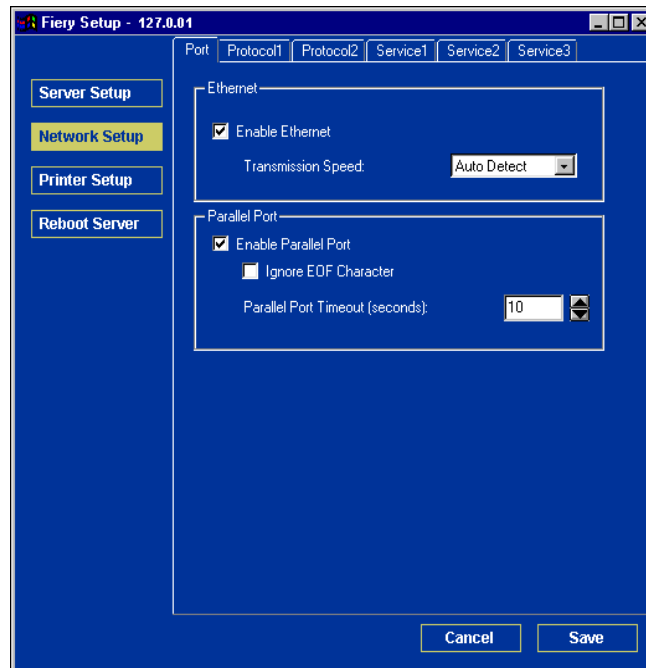 Fiery Setup - 127.0.01
Port Protocol1 Protocol2 Service1 Service2 Service3
Server Setup
Network Setup
Printer Setup
Reboot Server
Ethernet
Enable Ethernet
Transmission Speed: Auto Detect
Parallel Port
Enable Parallel Port
Ignore EOF Character
Parallel Port Timeout (seconds): 10
Cancel Save